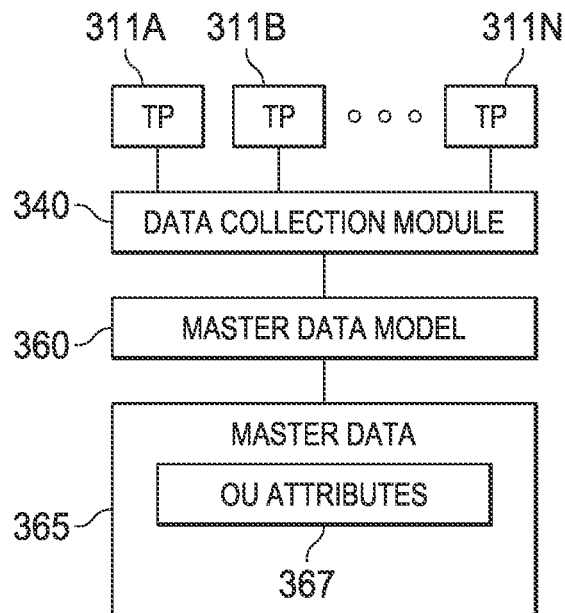 311A 311B 311N
TP TP TP
340 DATA COLLECTION MODULE
360 MASTER DATA MODEL
MASTER DATA
OU ATTRIBUTES
365
367